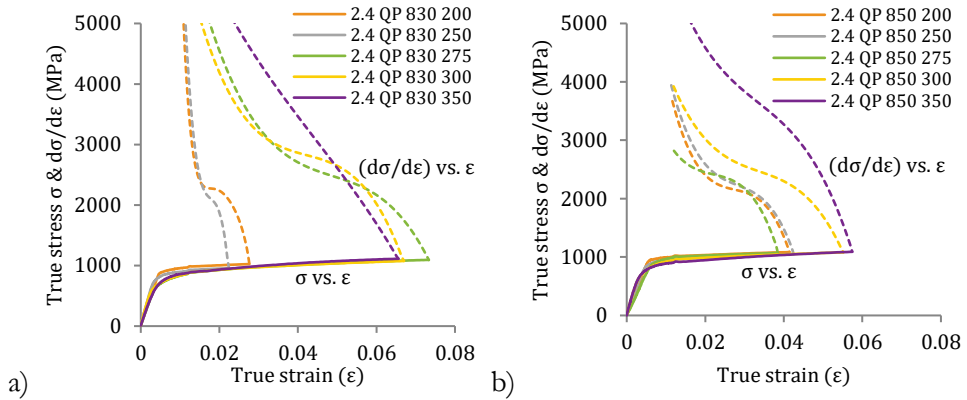 True stress σ & dσ/dε (MPa)
5000
4000
3000
2000
1000
0
2.4 QP 830 200
2.4 QP 830 250
2.4 QP 830 275
2.4 QP 830 300
2.4 QP 830 350
(dσ/dε) vs. ε
σ vs. ε
0 0.02 0.04 0.06 0.08
True strain (ε)
a)
True stress σ & dσ/dε (MPa)
5000
4000
3000
2000
1000
0
2.4 QP 850 200
2.4 QP 850 250
2.4 QP 850 275
2.4 QP 850 300
2.4 QP 850 350
(dσ/dε) vs. ε
σ vs. ε
0 0.02 0.04 0.06 0.08
True strain (ε)
b)